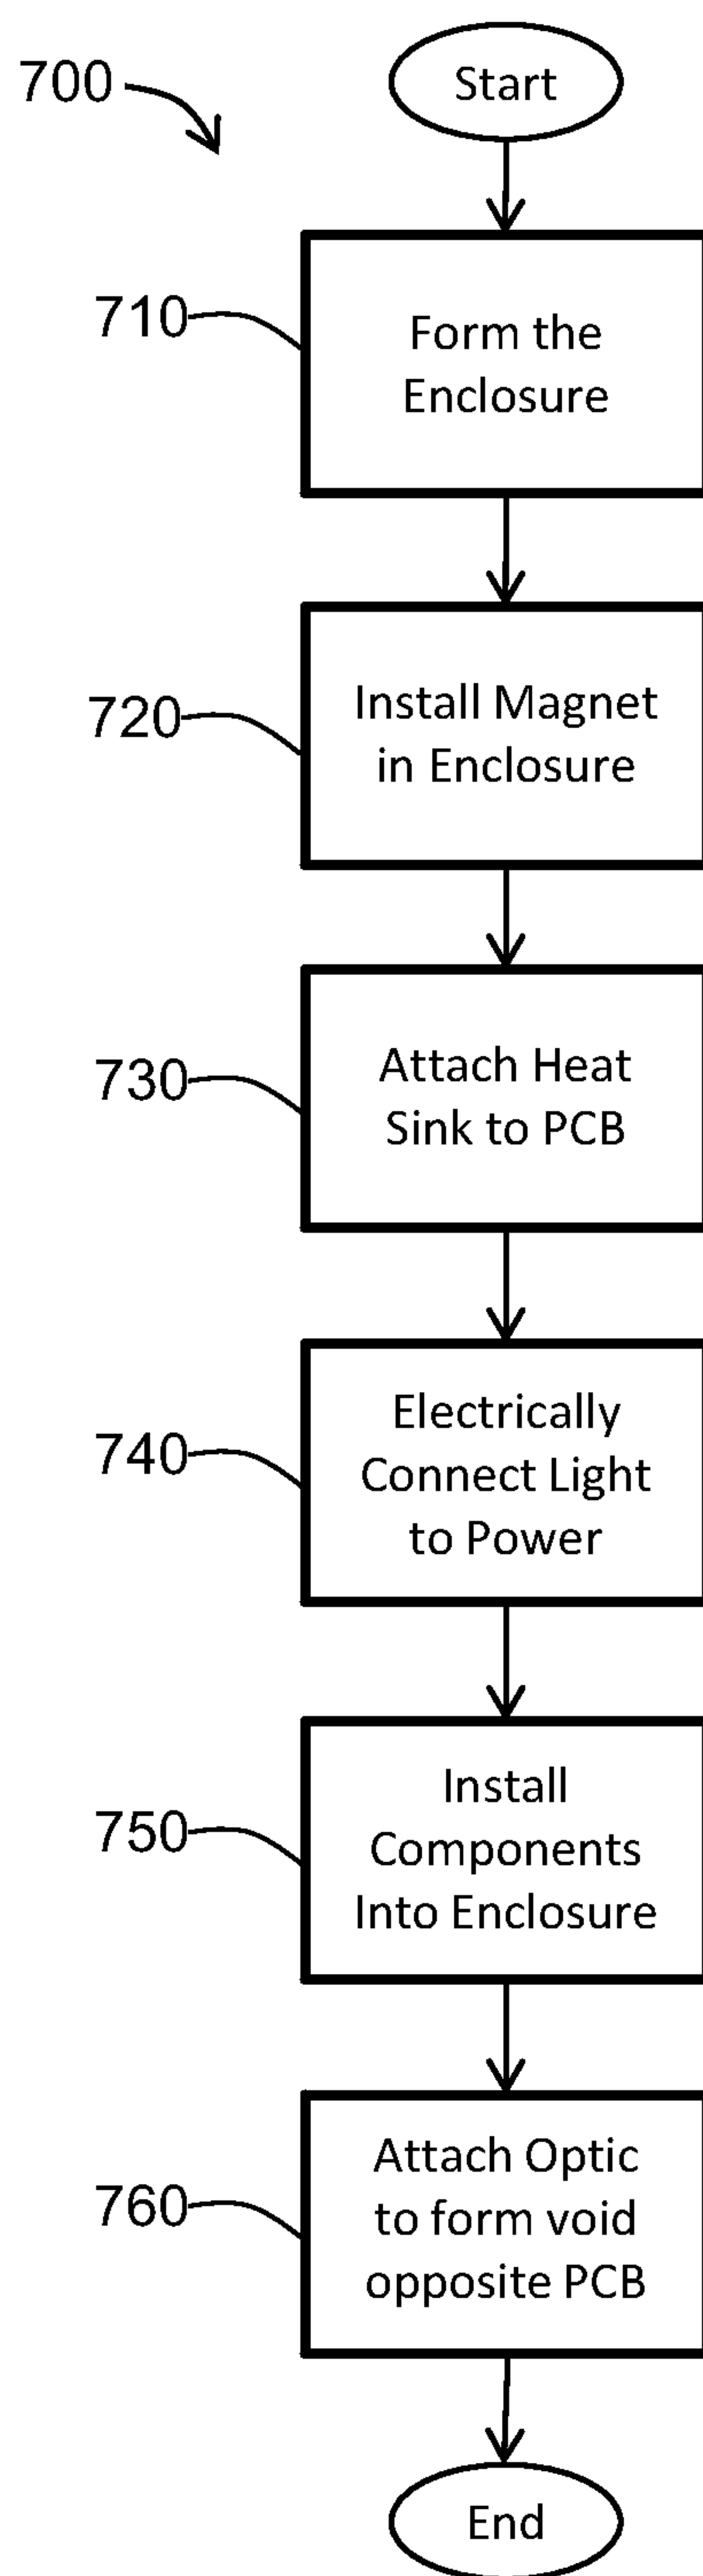 700
Start
710
Form the
Enclosure
720
Install Magnet
in Enclosure
730
Attach Heat
Sink to PCB
740
Electrically
Connect Light
to Power
750
Install
Components
Into Enclosure
760
Attach Optic
to form void
opposite PCB
End